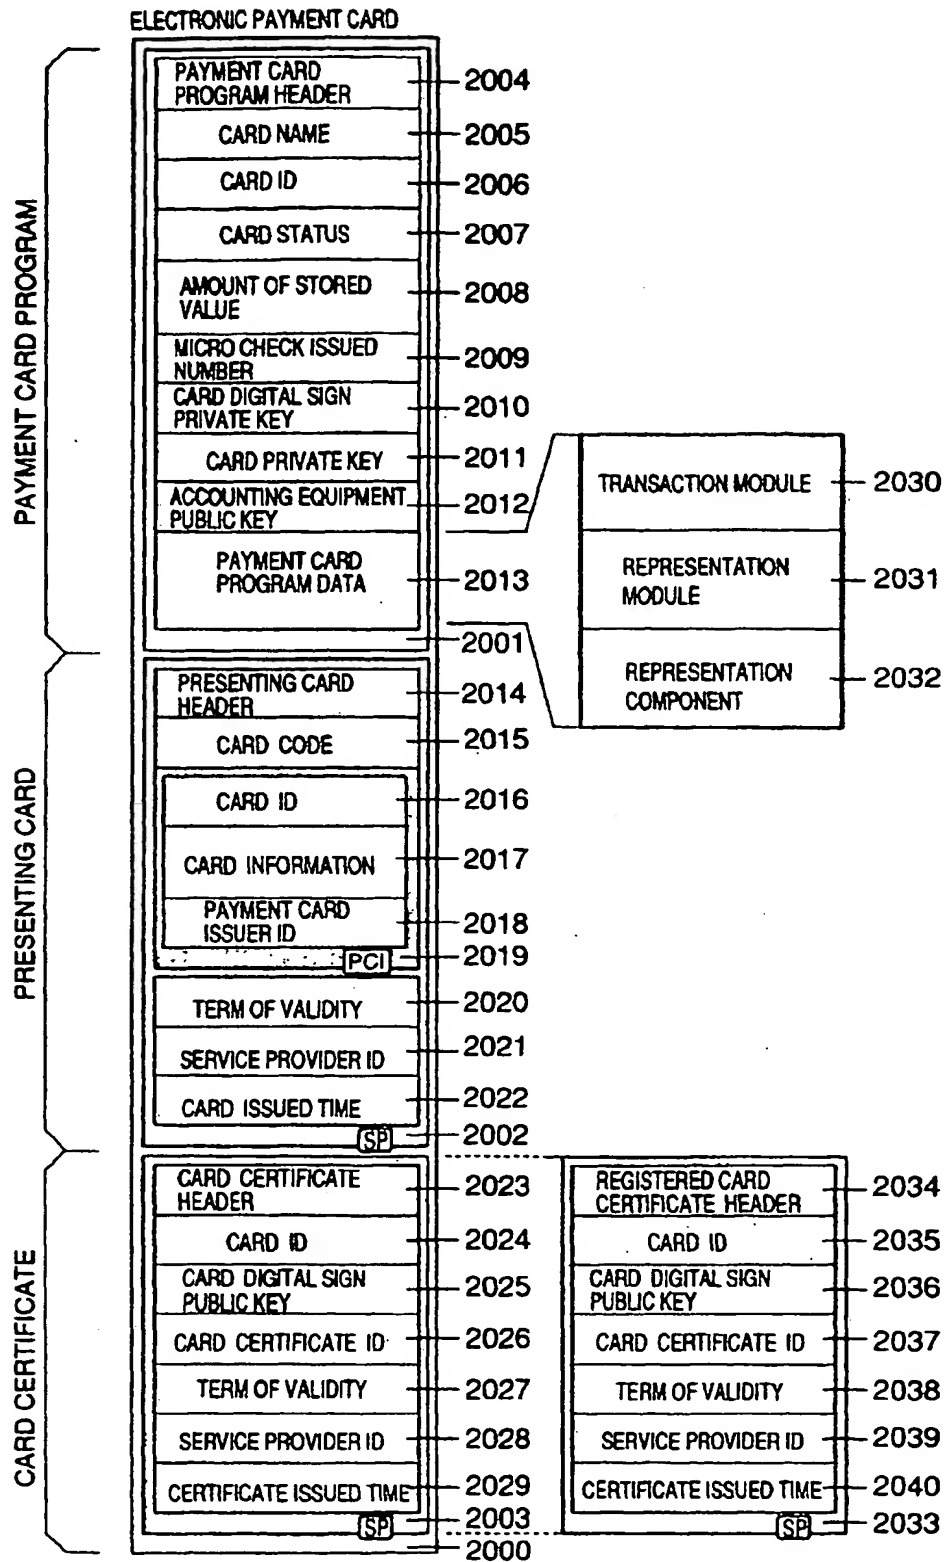 ELECTRONIC PAYMENT CARD
PAYMENT CARD PROGRAM
PAYMENT CARD
PROGRAM HEADER
2004
CARD NAME
2005
CARD ID
2006
CARD STATUS
2007
AMOUNT OF STORED
VALUE
2008
MICRO CHECK ISSUED
NUMBER
2009
CARD DIGITAL SIGN
PRIVATE KEY
2010
CARD PRIVATE KEY
2011
ACCOUNTING EQUIPMENT
PUBLIC KEY
2012
PAYMENT CARD
PROGRAM DATA
2013
2001
TRANSACTION MODULE
2030
REPRESENTATION
MODULE
2031
REPRESENTATION
COMPONENT
2032
PRESENTING CARD
PRESENTING CARD
HEADER
2014
CARD CODE
2015
CARD ID
2016
CARD INFORMATION
2017
PAYMENT CARD
ISSUER ID
2018
PCI
2019
TERM OF VALIDITY
2020
SERVICE PROVIDER ID
2021
CARD ISSUED TIME
2022
SP
2002
CARD CERTIFICATE
CARD CERTIFICATE
HEADER
2023
CARD ID
2024
CARD DIGITAL SIGN
PUBLIC KEY
2025
CARD CERTIFICATE ID
2026
TERM OF VALIDITY
2027
SERVICE PROVIDER ID
2028
CERTIFICATE ISSUED TIME
2029
SP
2003
2000
REGISTERED CARD
CERTIFICATE HEADER
2034
CARD ID
2035
CARD DIGITAL SIGN
PUBLIC KEY
2036
CARD CERTIFICATE ID
2037
TERM OF VALIDITY
2038
SERVICE PROVIDER ID
2039
CERTIFICATE ISSUED TIME
2040
SP
2033